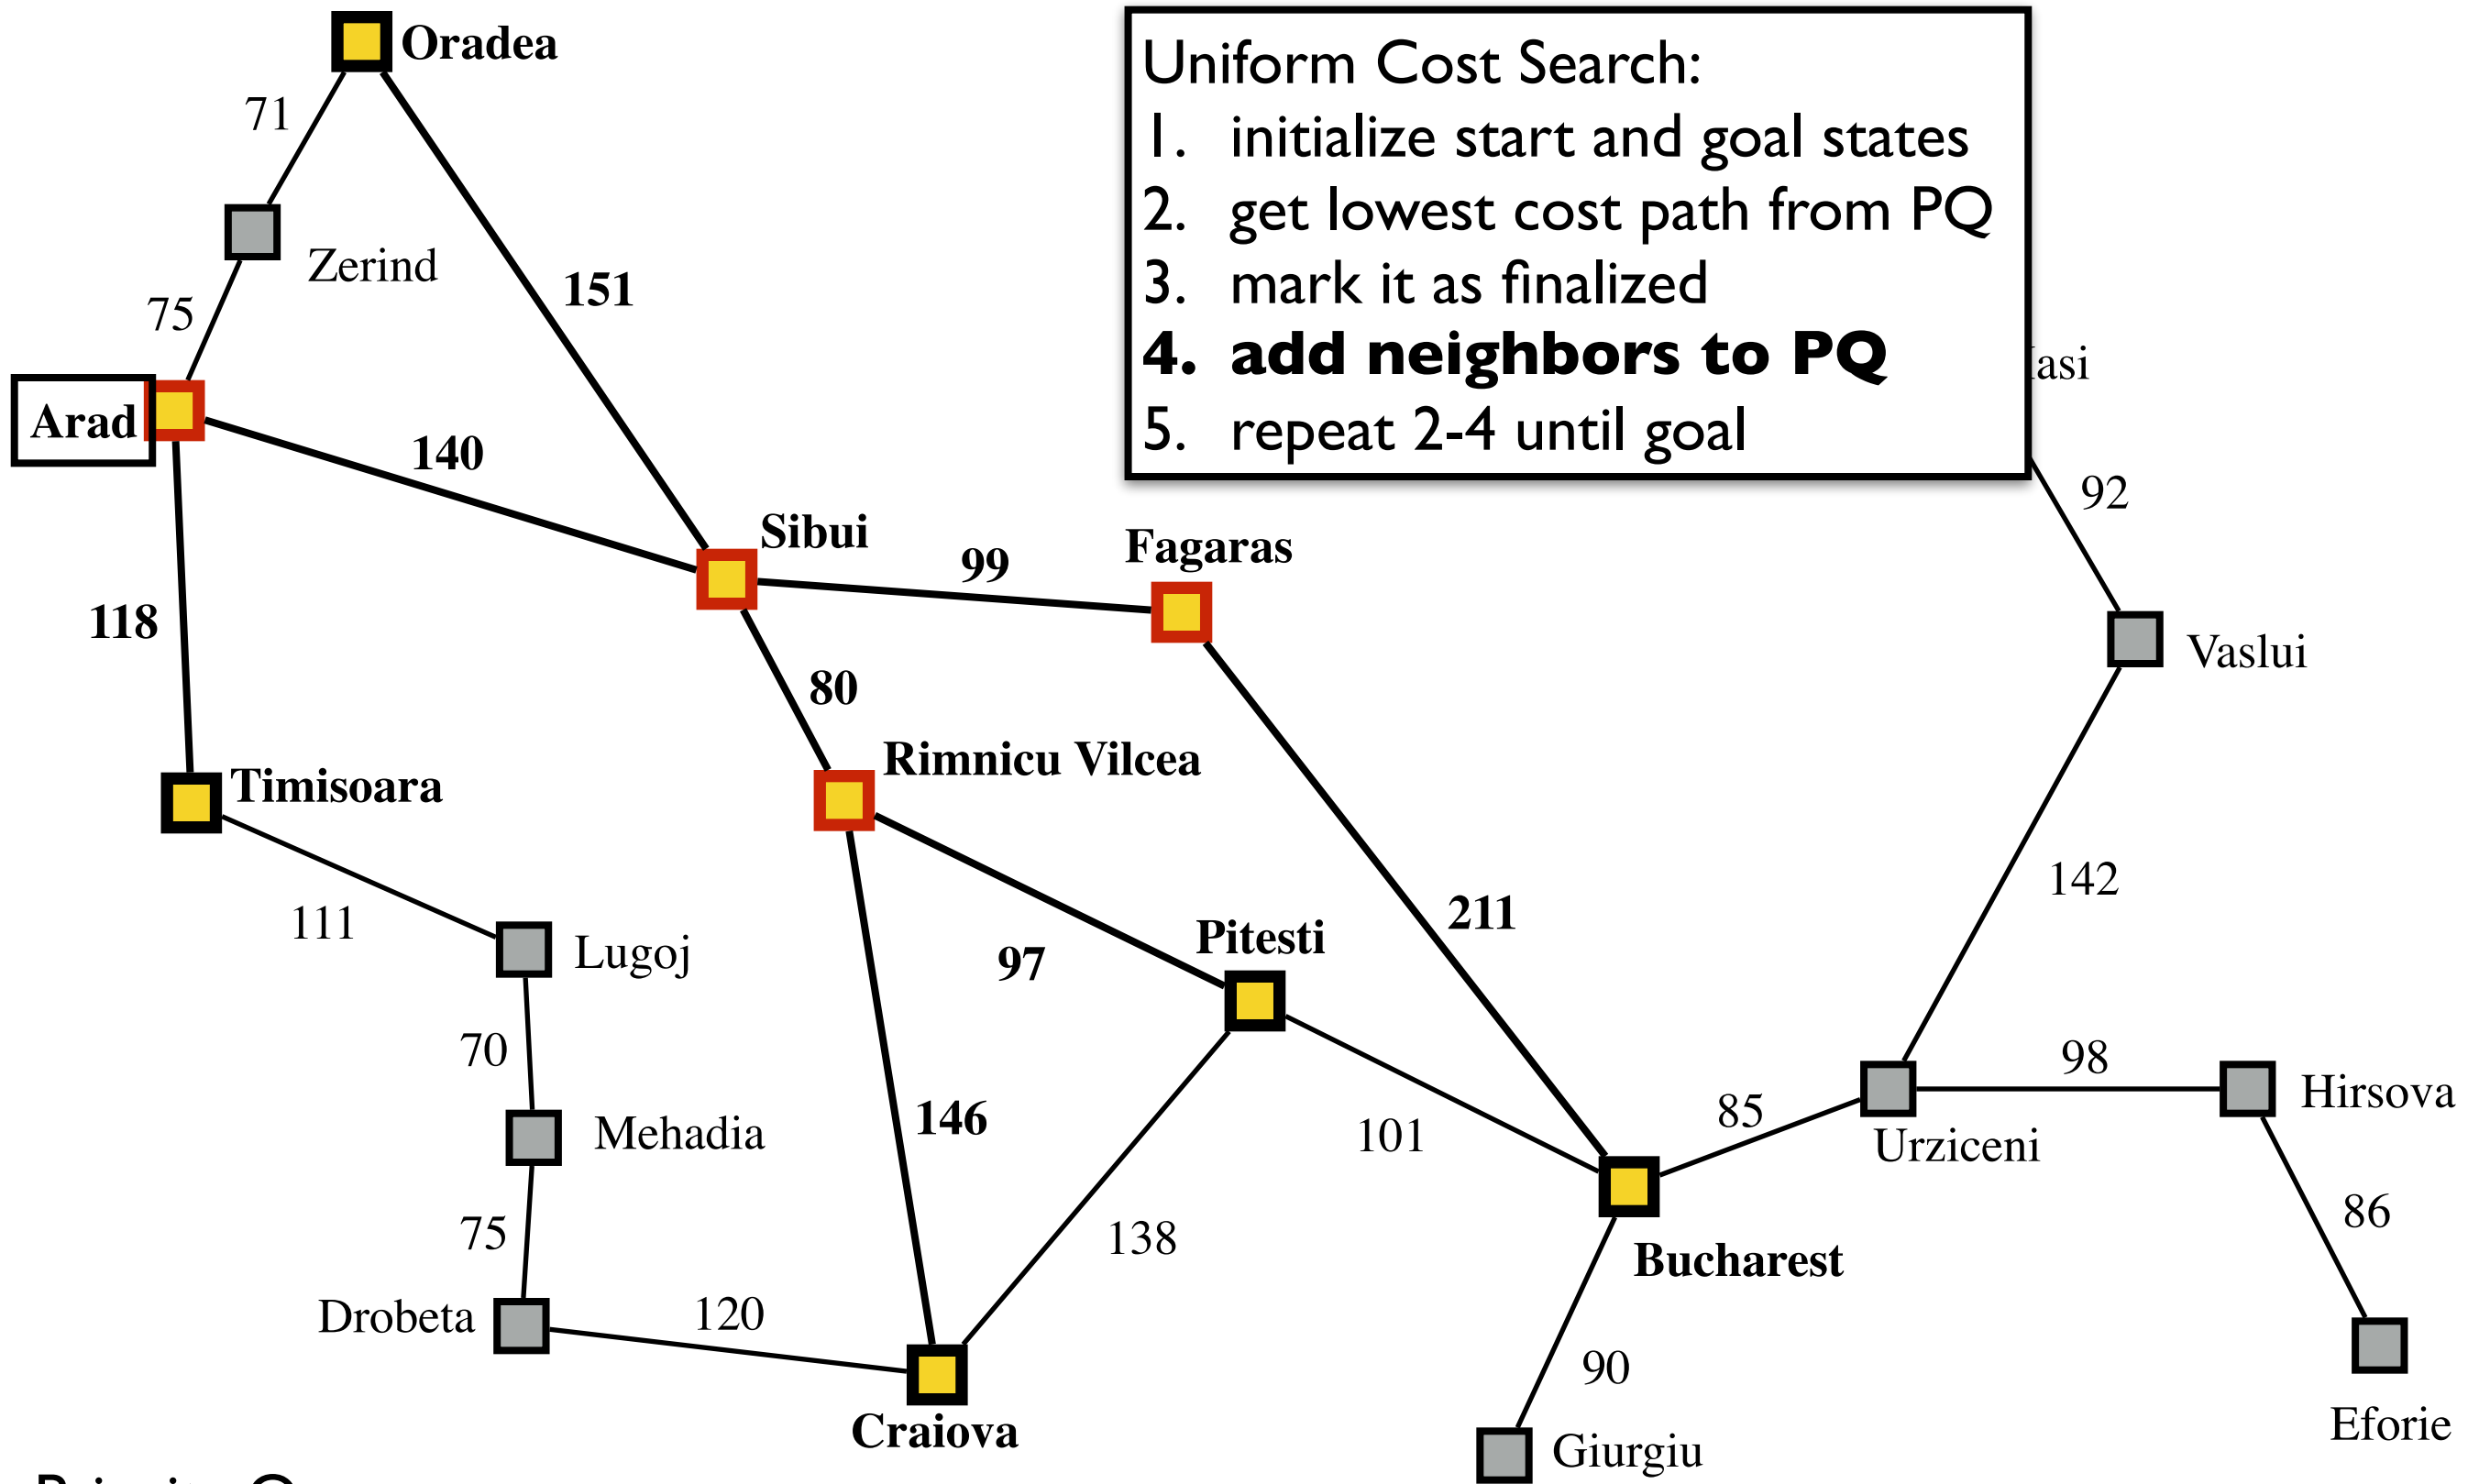 Oradea
Uniform Cost Search:
1. initialize start and goal states
2. get lowest cost path from PQ
3. mark it as finalized
4. add neighbors to PQ
5. repeat 2-4 until goal
71
Zerind
151
75
Iasi
Arad
140
92
Sibui
99
Fagaras
118
Vaslui
80
Rimnicu Vilcea
Timisoara
142
111
211
Pitesti
Lugoj
97
70
98
Hirsova
146
101
85
Mehadia
Urziceni
75
138
86
Bucharest
Drobeta
120
90
Craiova
Eforie
Giurgiu